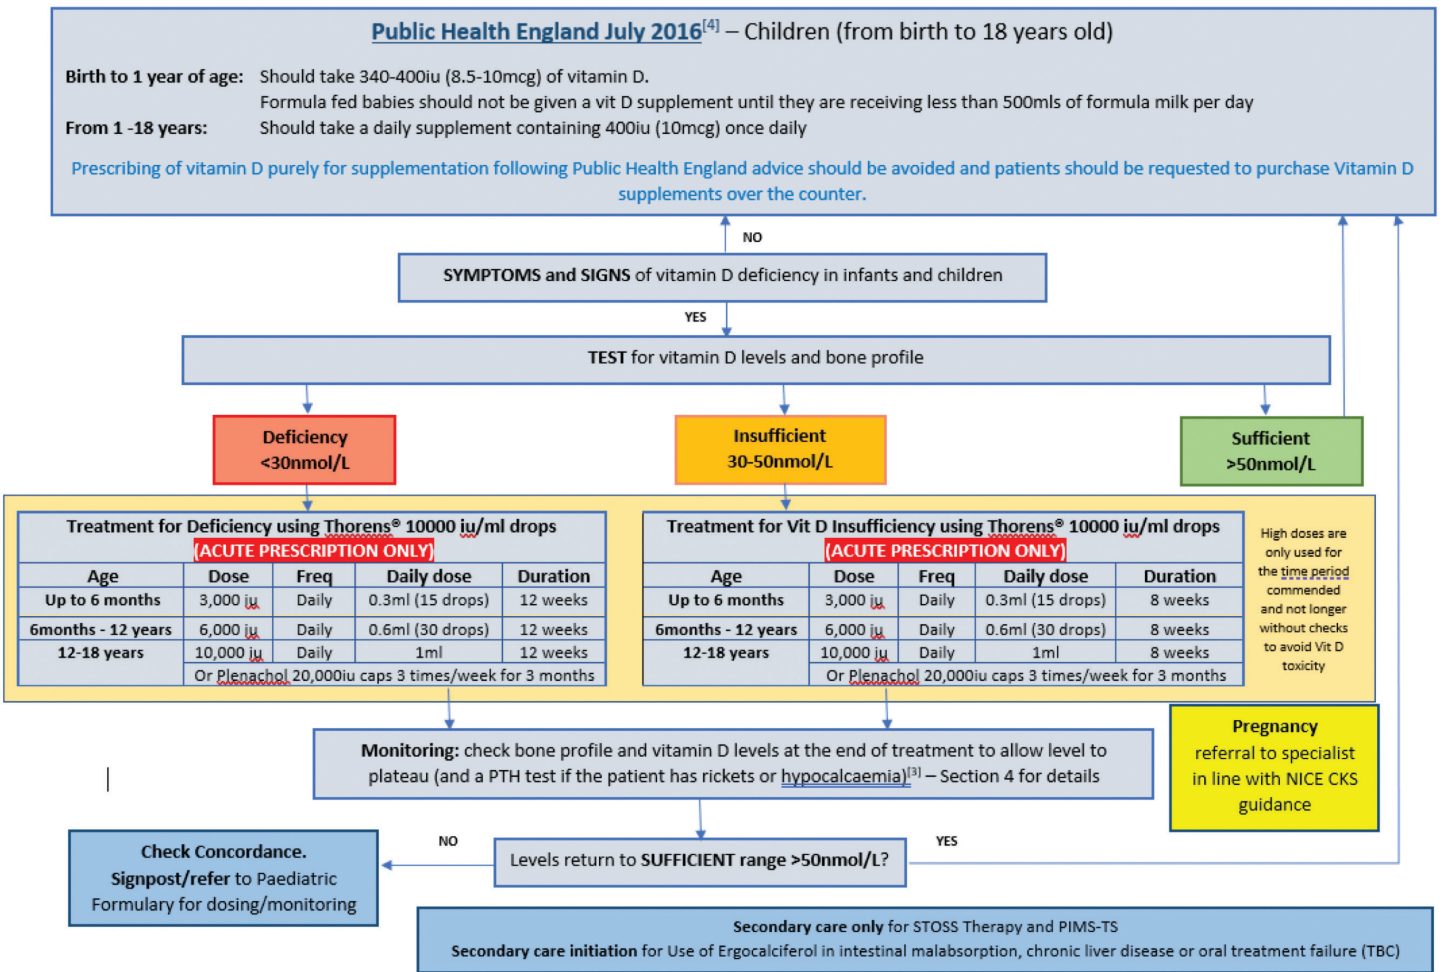 Public Health England July 2016[4] – Children (from birth to 18 years old)
Birth to 1 year of age: Should take 340-400iu (8.5-10mcg) of vitamin D.
Formula fed babies should not be given a vit D supplement until they are receiving less than 500mls of formula milk per day
From 1 -18 years: Should take a daily supplement containing 400iu (10mcg) once daily
Prescribing of vitamin D purely for supplementation following Public Health England advice should be avoided and patients should be requested to purchase Vitamin D
supplements over the counter.
NO
SYMPTOMS and SIGNS of vitamin D deficiency in infants and children
YES
TEST for vitamin D levels and bone profile
Deficiency
<30nmol/L
Insufficient
30-50nmol/L
Sufficient
>50nmol/L
Treatment for Deficiency using Thorens® 10000 iu/ml drops
(ACUTE PRESCRIPTION ONLY)
Age Dose Freq Daily dose Duration
Up to 6 months 3,000 iu Daily 0.3ml (15 drops) 12 weeks
6months - 12 years 6,000 iu Daily 0.6ml (30 drops) 12 weeks
12-18 years 10,000 iu Daily 1ml 12 weeks
Or Plenachol 20,000iu caps 3 times/week for 3 months
Treatment for Vit D Insufficiency using Thorens® 10000 iu/ml drops
(ACUTE PRESCRIPTION ONLY)
Age Dose Freq Daily dose Duration
Up to 6 months 3,000 iu Daily 0.3ml (15 drops) 8 weeks
6months - 12 years 6,000 iu Daily 0.6ml (30 drops) 8 weeks
12-18 years 10,000 iu Daily 1ml 8 weeks
Or Plenachol 20,000iu caps 3 times/week for 3 months
High doses are
only used for
the time period
commended
and not longer
without checks
to avoid Vit D
toxicity
Monitoring: check bone profile and vitamin D levels at the end of treatment to allow level to
plateau (and a PTH test if the patient has rickets or hypocalcaemia)[3] – Section 4 for details
Pregnancy
referral to specialist
in line with NICE CKS
guidance
Levels return to SUFFICIENT range >50nmol/L?
NO
YES
Check Concordance.
Signpost/refer to Paediatric
Formulary for dosing/monitoring
Secondary care only for STOSS Therapy and PIMS-TS
Secondary care initiation for Use of Ergocalciferol in intestinal malabsorption, chronic liver disease or oral treatment failure (TBC)